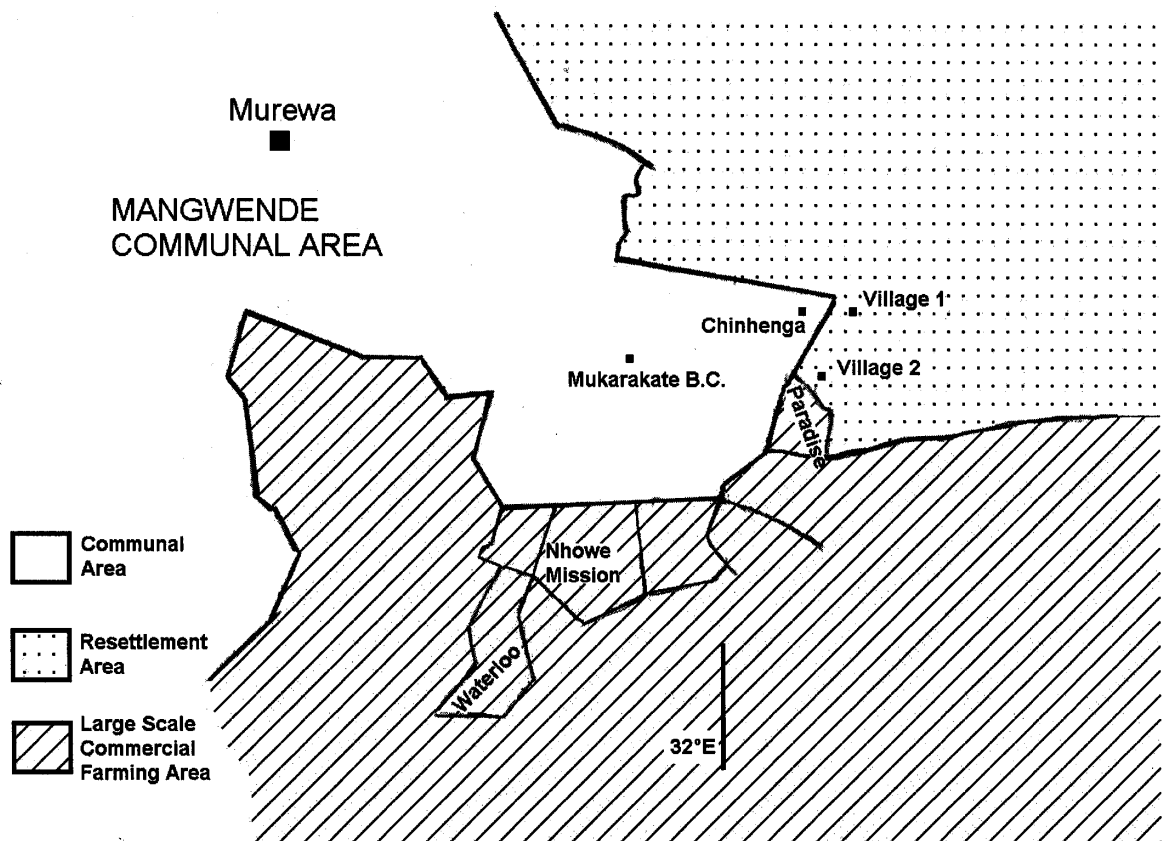 Murewa
MANGWENDE
COMMUNAL AREA
Village 1
Chinhenga
Mukarakate B.C.
Village 2
Paradise
Nhowe
Mission
Waterloo
32°E
Communal
Area
Resettlement
Area
Large Scale
Commercial
Farming Area